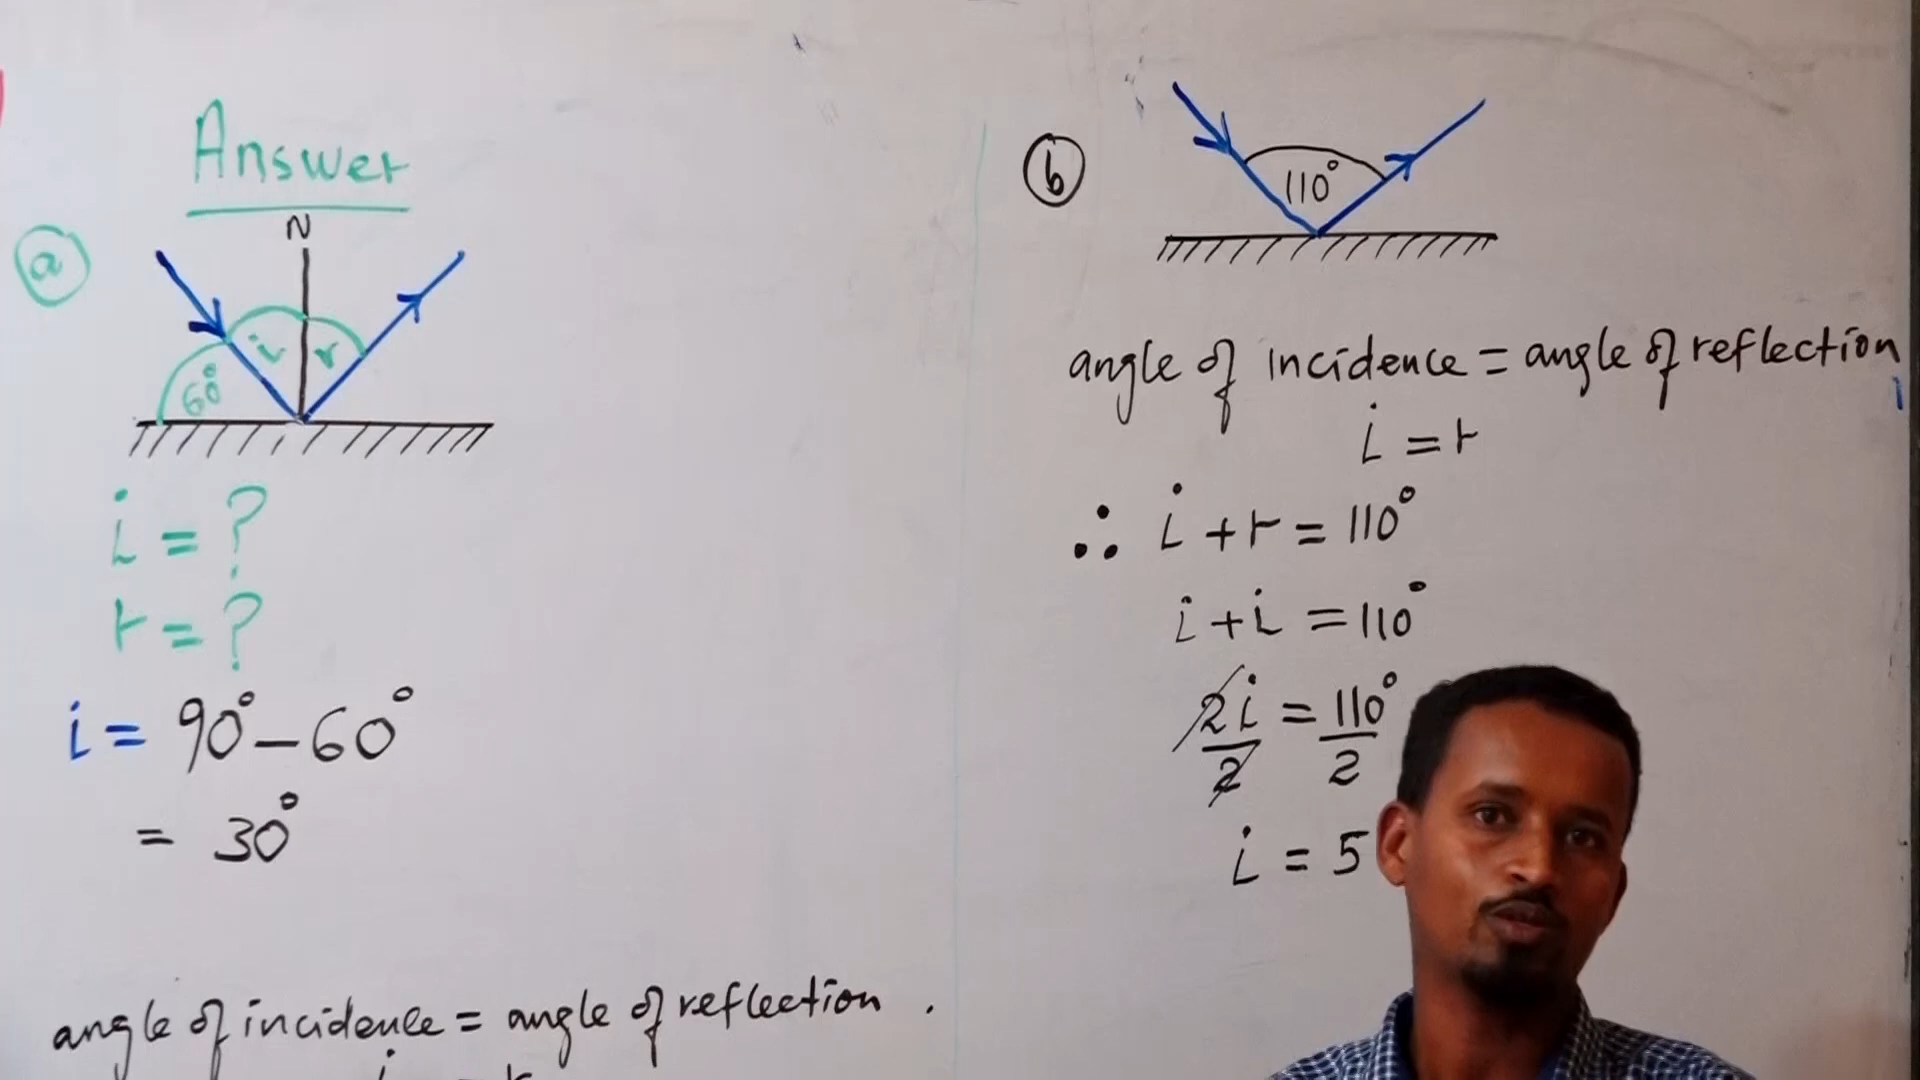 Answer
N
a
i r
60°
i = ?
r = ?
i = 90° – 60°
= 30°
angle of incidence = angle of reflection .
b
110°
angle of incidence = angle of reflection
i = r
∴ i + r = 110°
i + i = 110°
2i/2 = 110°/2
i = 5